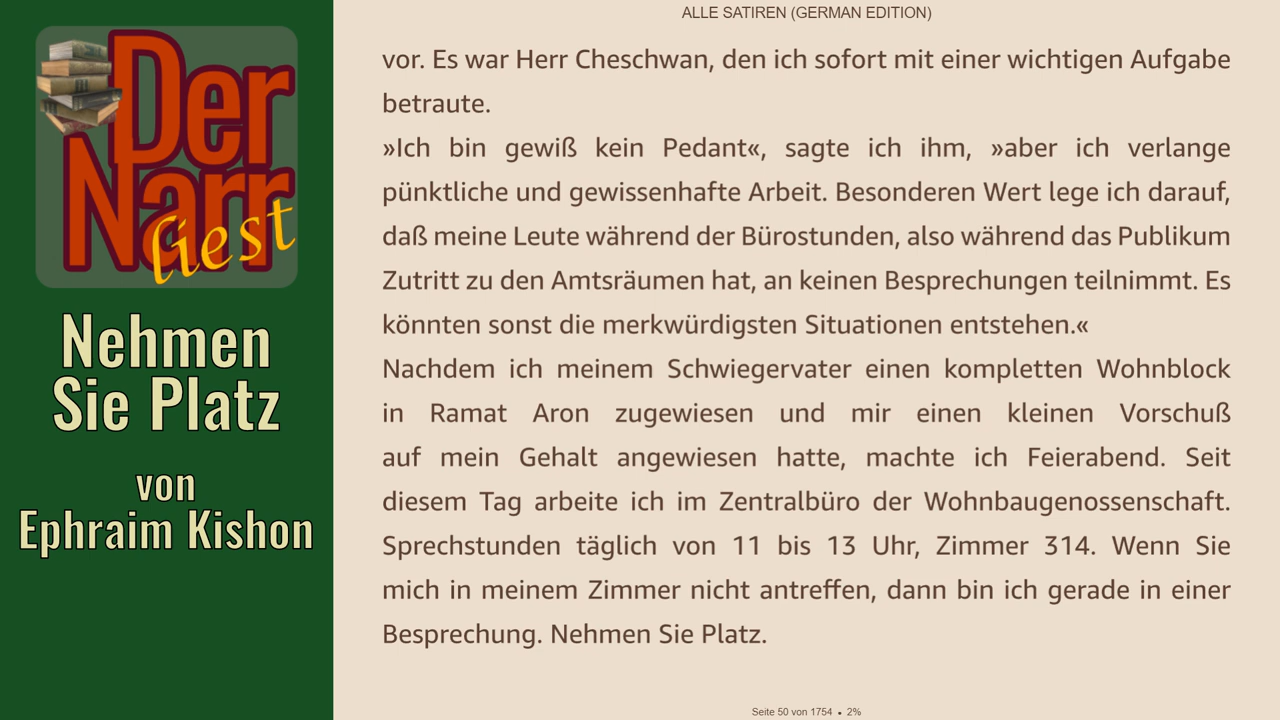 Der
Narr
liest
Nehmen
Sie Platz
von
Ephraim Kishon
ALLE SATIREN (GERMAN EDITION)
vor. Es war Herr Cheschwan, den ich sofort mit einer wichtigen Aufgabe
betraute.
»Ich bin gewiß kein Pedant«, sagte ich ihm, »aber ich verlange
pünktliche und gewissenhafte Arbeit. Besonderen Wert lege ich darauf,
daß meine Leute während der Bürostunden, also während das Publikum
Zutritt zu den Amtsräumen hat, an keinen Besprechungen teilnimmt. Es
könnten sonst die merkwürdigsten Situationen entstehen.«
Nachdem ich meinem Schwiegervater einen kompletten Wohnblock
in Ramat Aron zugewiesen und mir einen kleinen Vorschuß
auf mein Gehalt angewiesen hatte, machte ich Feierabend. Seit
diesem Tag arbeite ich im Zentralbüro der Wohnbaugenossenschaft.
Sprechstunden täglich von 11 bis 13 Uhr, Zimmer 314. Wenn Sie
mich in meinem Zimmer nicht antreffen, dann bin ich gerade in einer
Besprechung. Nehmen Sie Platz.
Seite 50 von 1754 • 2%